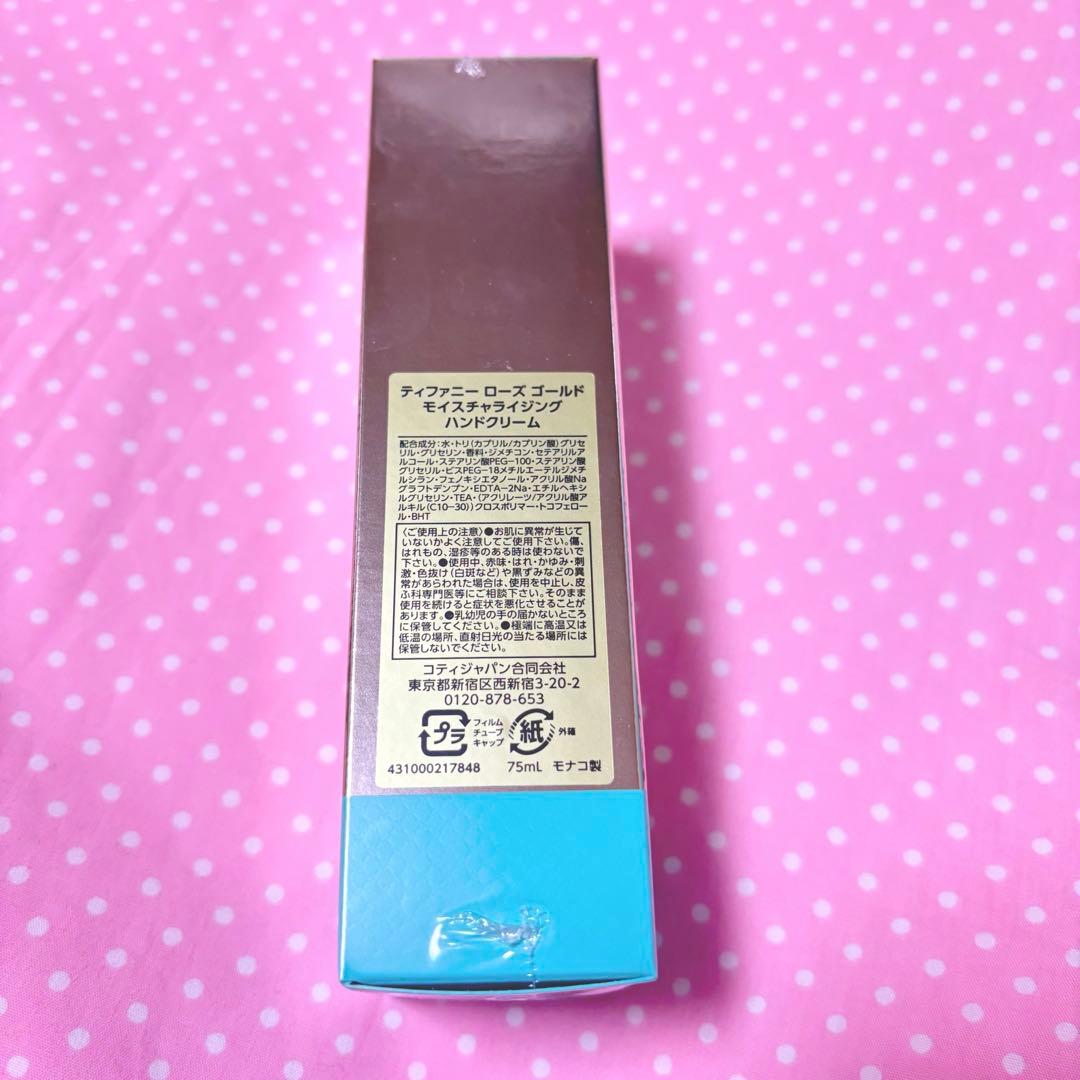 ティファニー ローズ ゴールド
モイスチャライジング
ハンドクリーム
配合成分:水・トリ(カプリル/カプリン酸)グリセ
リル・グリセリン・香料・ジメチコン・セテアリルア
ルコール・ステアリン酸PEG-100・ステアリン酸
グリセリル・ビスPEG-18メチルエーテルジメチ
ルシラン・フェノキシエタノール・アクリル酸Na
グラフトデンプン・EDTA-2Na・エチルヘキシ
ルグリセリン・TEA・(アクリレーツ/アクリル酸ア
ルキル(C10-30))クロスポリマー・トコフェロー
ル・BHT
〈ご使用上の注意〉●お肌に異常が生じて
いないかよく注意してご使用下さい。傷、
はれもの、湿疹等のある時は使わないで
下さい。●使用中、赤味・はれ・かゆみ・刺
激・色抜け(白斑など)や黒ずみなどの異
常があらわれた場合は、使用を中止し、皮
ふ科専門医等にご相談下さい。そのまま
使用を続けると症状を悪化させることが
あります。●乳幼児の手の届かないところ
に保管してください。●極端に高温又は
低温の場所、直射日光の当たる場所には
保管しないでください。
コティジャパン合同会社
東京都新宿区西新宿3-20-2
0120-878-653
プラ
フィルム
チューブ
キャップ
紙
外箱
431000217848 75mL モナコ製